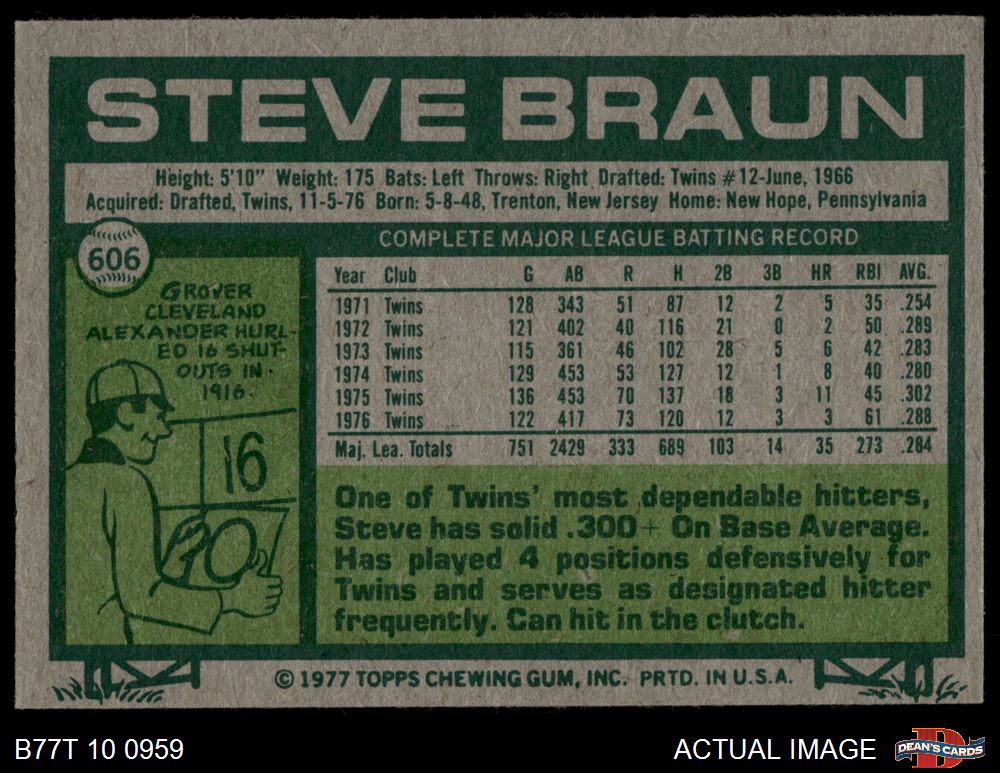 STEVE BRAUN
Height: 5'10" Weight: 175 Bats: Left Throws: Right Drafted: Twins #12-June, 1966
Acquired: Drafted, Twins, 11-5-76 Born: 5-8-48, Trenton, New Jersey Home: New Hope, Pennsylvania
606
GROVER
CLEVELAND
ALEXANDER HURL-
ED 16 SHUT-
OUTS IN
1916.
16
COMPLETE MAJOR LEAGUE BATTING RECORD
Year Club G AB R H 2B 3B HR RBI AVG.
1971 Twins 128 343 51 87 12 2 5 35 .254
1972 Twins 121 402 40 116 21 0 2 50 .289
1973 Twins 115 361 46 102 28 5 6 42 .283
1974 Twins 129 453 53 127 12 1 8 40 .280
1975 Twins 136 453 70 137 18 3 11 45 .302
1976 Twins 122 417 73 120 12 3 3 61 .288
Maj. Lea. Totals 751 2429 333 689 103 14 35 273 .284
One of Twins' most dependable hitters,
Steve has solid .300+ On Base Average.
Has played 4 positions defensively for
Twins and serves as designated hitter
frequently. Can hit in the clutch.
© 1977 TOPPS CHEWING GUM, INC. PRTD. IN U.S.A.
B77T 10 0959
ACTUAL IMAGE
DEAN'S CARDS